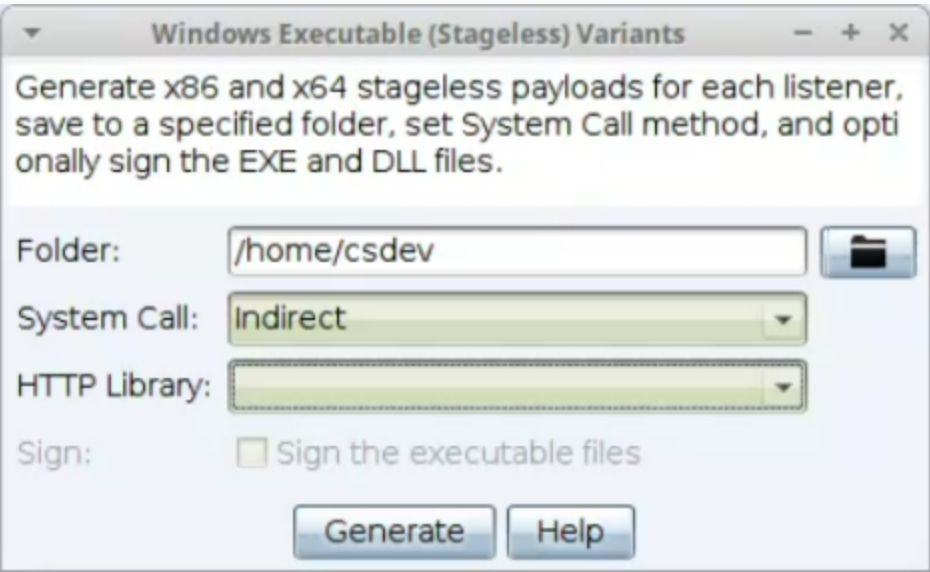 Windows Executable (Stageless) Variants
Generate x86 and x64 stageless payloads for each listener,
save to a specified folder, set System Call method, and opti
onally sign the EXE and DLL files.
Folder: /home/csdev
System Call: Indirect
HTTP Library:
Sign: Sign the executable files
Generate Help